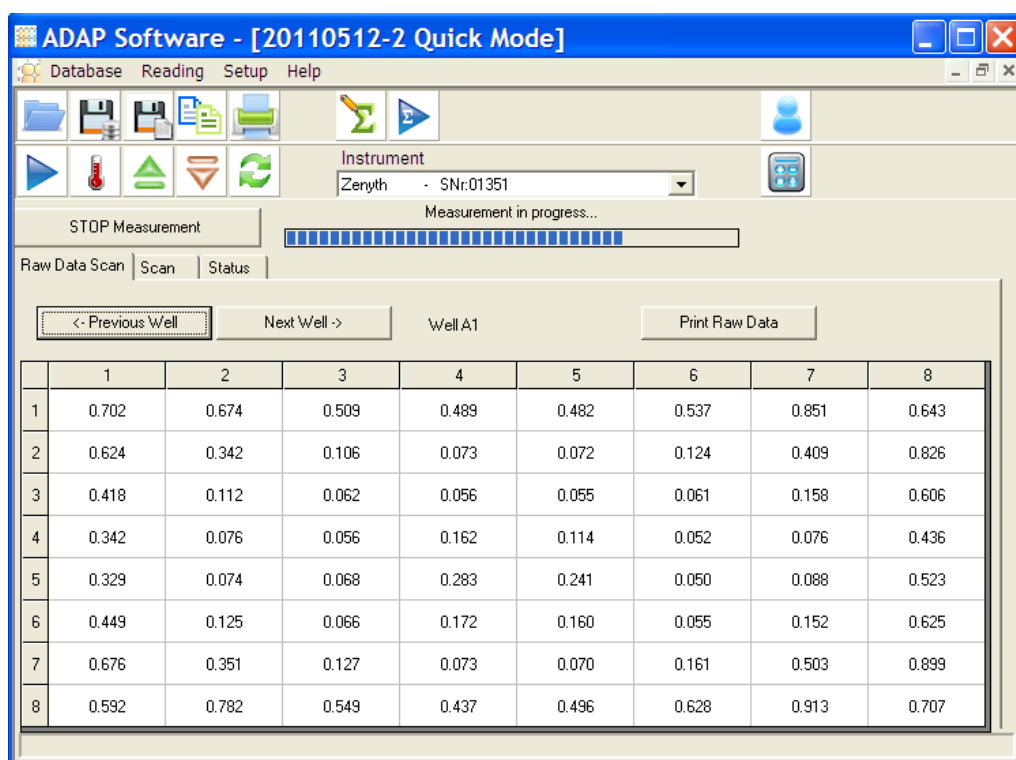 ADAP Software - [20110512-2 Quick Mode]
Database Reading Setup Help
Instrument
Zenyth - SNr:01351
STOP Measurement
Measurement in progress...
Raw Data Scan Scan Status
<- Previous Well Next Well -> Well A1 Print Raw Data
1 2 3 4 5 6 7 8
1 0.702 0.674 0.509 0.489 0.482 0.537 0.851 0.643
2 0.624 0.342 0.106 0.073 0.072 0.124 0.409 0.826
3 0.418 0.112 0.062 0.056 0.055 0.061 0.158 0.606
4 0.342 0.076 0.056 0.162 0.114 0.052 0.076 0.436
5 0.329 0.074 0.068 0.283 0.241 0.050 0.088 0.523
6 0.449 0.125 0.066 0.172 0.160 0.055 0.152 0.625
7 0.676 0.351 0.127 0.073 0.070 0.161 0.503 0.899
8 0.592 0.782 0.549 0.437 0.496 0.628 0.913 0.707